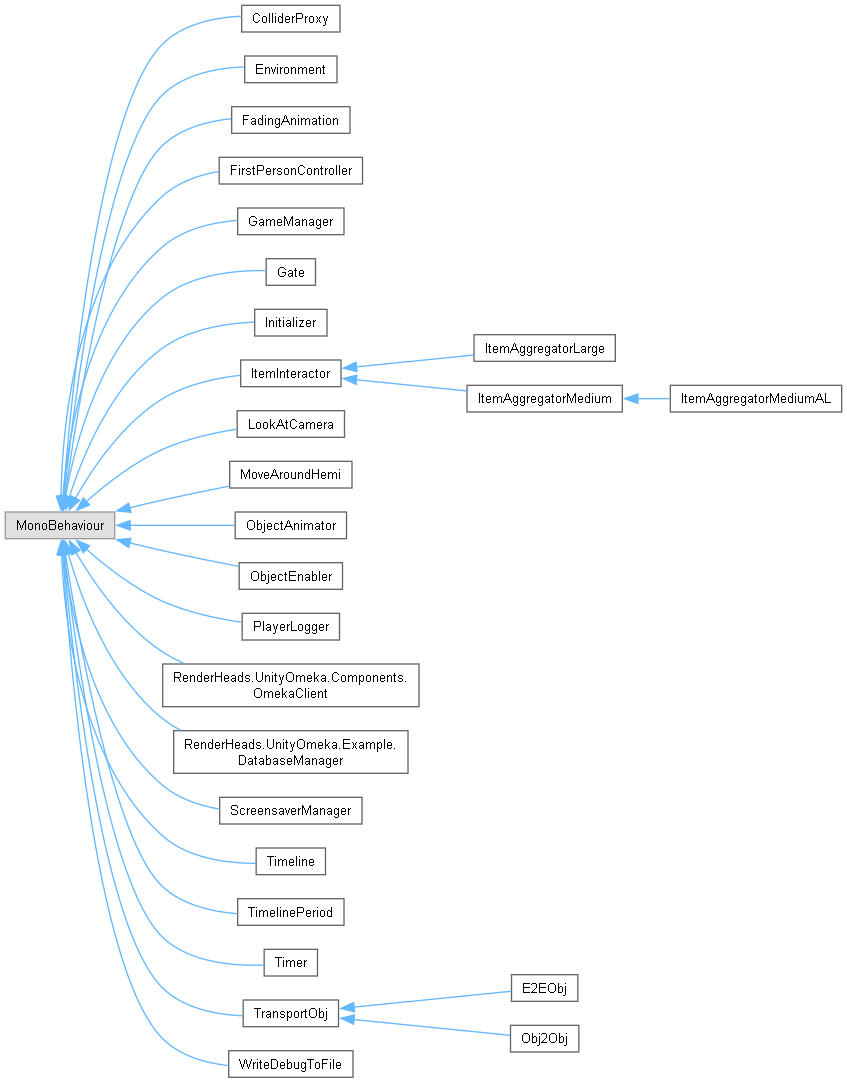 ColliderProxy
Environment
FadingAnimation
FirstPersonController
GameManager
Gate
Initializer
ItemInteractor
ItemAggregatorLarge
ItemAggregatorMedium
ItemAggregatorMediumAL
LookAtCamera
MoveAroundHemi
MonoBehaviour
ObjectAnimator
ObjectEnabler
PlayerLogger
RenderHeads.UnityOmeka.Components.
OmekaClient
RenderHeads.UnityOmeka.Example.
DatabaseManager
ScreensaverManager
Timeline
TimelinePeriod
Timer
TransportObj
E2EObj
Obj2Obj
WriteDebugToFile